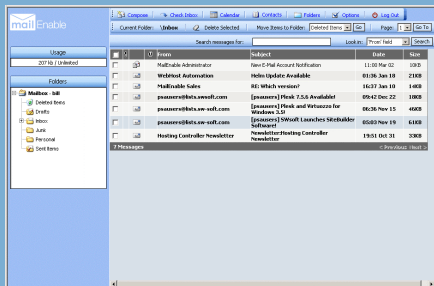 mailEnable
Compose Check Inbox Calendar Contacts Folders Options Log Out
Current Folder: \Inbox Delete Selected Move Items to Folder: Deleted Items Go Page: 1 Go To
Search messages for: Look in: 'From' field Search
Usage
207 kb / Unlimited
Folders
Mailbox - bill
Deleted Items
Drafts
Inbox
Junk
Personal
Sent Items
From Subject Date Size
MailEnable Administrator New E-Mail Account Notification 11:00 Mar 02 10KB
WebHost Automation Helm Update Available 01:36 Jan 18 21KB
MailEnable Sales RE: Which version? 16:37 Jan 10 14KB
psausers@lists.swsoft.com [psausers] Plesk 7.5.6 Available! 09:42 Dec 22 18KB
psausers@lists.sw-soft.com [psausers] Plesk and Virtuozzo for Windows 3.5! 06:36 Nov 15 46KB
psausers@lists.sw-soft.com [psausers] SWsoft Launches SiteBuilder Software! 05:03 Nov 19 61KB
Hosting Controller Newsletter Newsletter:Hosting Controller Newsletter 19:51 Oct 31 33KB
7 Messages < Previous Next >